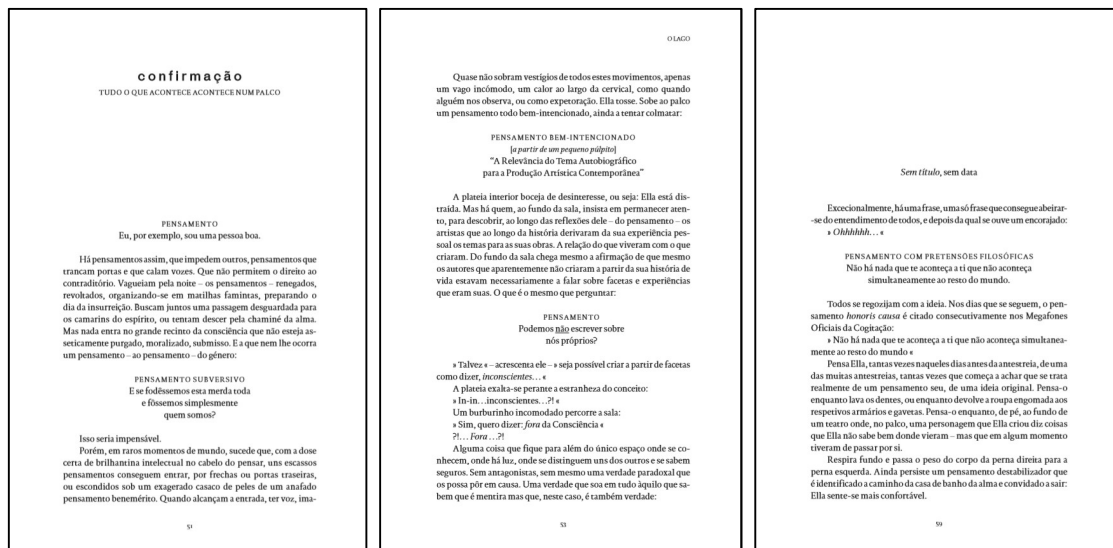 confirmação
TUDO O QUE ACONTECE ACONTECE NUM PALCO
PENSAMENTO
Eu, por exemplo, sou uma pessoa boa.
Há pensamentos assim, que impedem outros, pensamentos que
trancam portas e que calam vozes. Que não permitem o direito ao
contraditório. Vagueiam pela noite – os pensamentos – renegados,
revoltados, organizando-se em matilhas famintas, preparando o
dia da insurreição. Buscam juntos uma passagem desguardada para
os camarins do espírito, ou tentam descer pela chaminé da alma.
Mas nada entra no grande recinto da consciência que não esteja as-
seticamente purgado, moralizado, submisso. E a que nem lhe ocorra
um pensamento – ao pensamento – do género:
PENSAMENTO SUBVERSIVO
E se fodêssemos esta merda toda
e fôssemos simplesmente
quem somos?
Isso seria impensável.
Porém, em raros momentos de mundo, sucede que, com a dose
certa de brilhantina intelectual no cabelo do pensar, uns escassos
pensamentos conseguem entrar, por frechas ou portas traseiras,
ou escondidos sob um exagerado casaco de peles de um anafado
pensamento benemérito. Quando alcançam a entrada, ter voz, ima-
51
O LAGO
Quase não sobram vestígios de todos estes movimentos, apenas
um vago incómodo, um calor ao largo da cervical, como quando
alguém nos observa, ou como expetoração. Ella tosse. Sobe ao palco
um pensamento todo bem-intencionado, ainda a tentar colmatar:
PENSAMENTO BEM-INTENCIONADO
[a partir de um pequeno púlpito]
“A Relevância do Tema Autobiográfico
para a Produção Artística Contemporânea”
A plateia interior boceja de desinteresse, ou seja: Ella está dis-
traída. Mas há quem, ao fundo da sala, insista em permanecer aten-
to, para descobrir, ao longo das reflexões dele – do pensamento – os
artistas que ao longo da história derivaram da sua experiência pes-
soal os temas para as suas obras. A relação do que viveram com o que
criaram. Do fundo da sala chega mesmo a afirmação de que mesmo
os autores que aparentemente não criaram a partir da sua história de
vida estavam necessariamente a falar sobre facetas e experiências
que eram suas. O que é o mesmo que perguntar:
PENSAMENTO
Podemos não escrever sobre
nós próprios?
» Talvez « – acrescenta ele – » seja possível criar a partir de facetas
como dizer, inconscientes… «
A plateia exalta-se perante a estranheza do conceito:
» In-in…inconscientes…?! «
Um burburinho incomodado percorre a sala:
» Sim, quero dizer: fora da Consciência «
?!… Fora …?!
Alguma coisa que fique para além do único espaço onde se co-
nhecem, onde há luz, onde se distinguem uns dos outros e se sabem
seguros. Sem antagonistas, sem mesmo uma verdade paradoxal que
os possa pôr em causa. Uma verdade que soa em tudo àquilo que sa-
bem que é mentira mas que, neste caso, é também verdade:
53
Sem título, sem data
Excecionalmente, há uma frase, uma só frase que consegue abeirar-
-se do entendimento de todos, e depois da qual se ouve um encorajado:
» Ohhhhhh… «
PENSAMENTO COM PRETENSÕES FILOSÓFICAS
Não há nada que te aconteça a ti que não aconteça
simultaneamente ao resto do mundo.
Todos se regozijam com a ideia. Nos dias que se seguem, o pen-
samento honoris causa é citado consecutivamente nos Megafones
Oficiais da Cogitação:
» Não há nada que te aconteça a ti que não aconteça simultanea-
mente ao resto do mundo «
Pensa Ella, tantas vezes naqueles dias antes da antestreia, de uma
das muitas antestreias, tantas vezes que começa a achar que se trata
realmente de um pensamento seu, de uma ideia original. Pensa-o
enquanto lava os dentes, ou enquanto devolve a roupa engomada aos
respetivos armários e gavetas. Pensa-o enquanto, de pé, ao fundo de
um teatro onde, no palco, uma personagem que Ella criou diz coisas
que Ella não sabe bem donde vieram – mas que em algum momento
tiveram de passar por si.
Respira fundo e passa o peso do corpo da perna direita para a
perna esquerda. Ainda persiste um pensamento destabilizador que
é identificado a caminho da casa de banho da alma e convidado a sair:
Ella sente-se mais confortável.
59